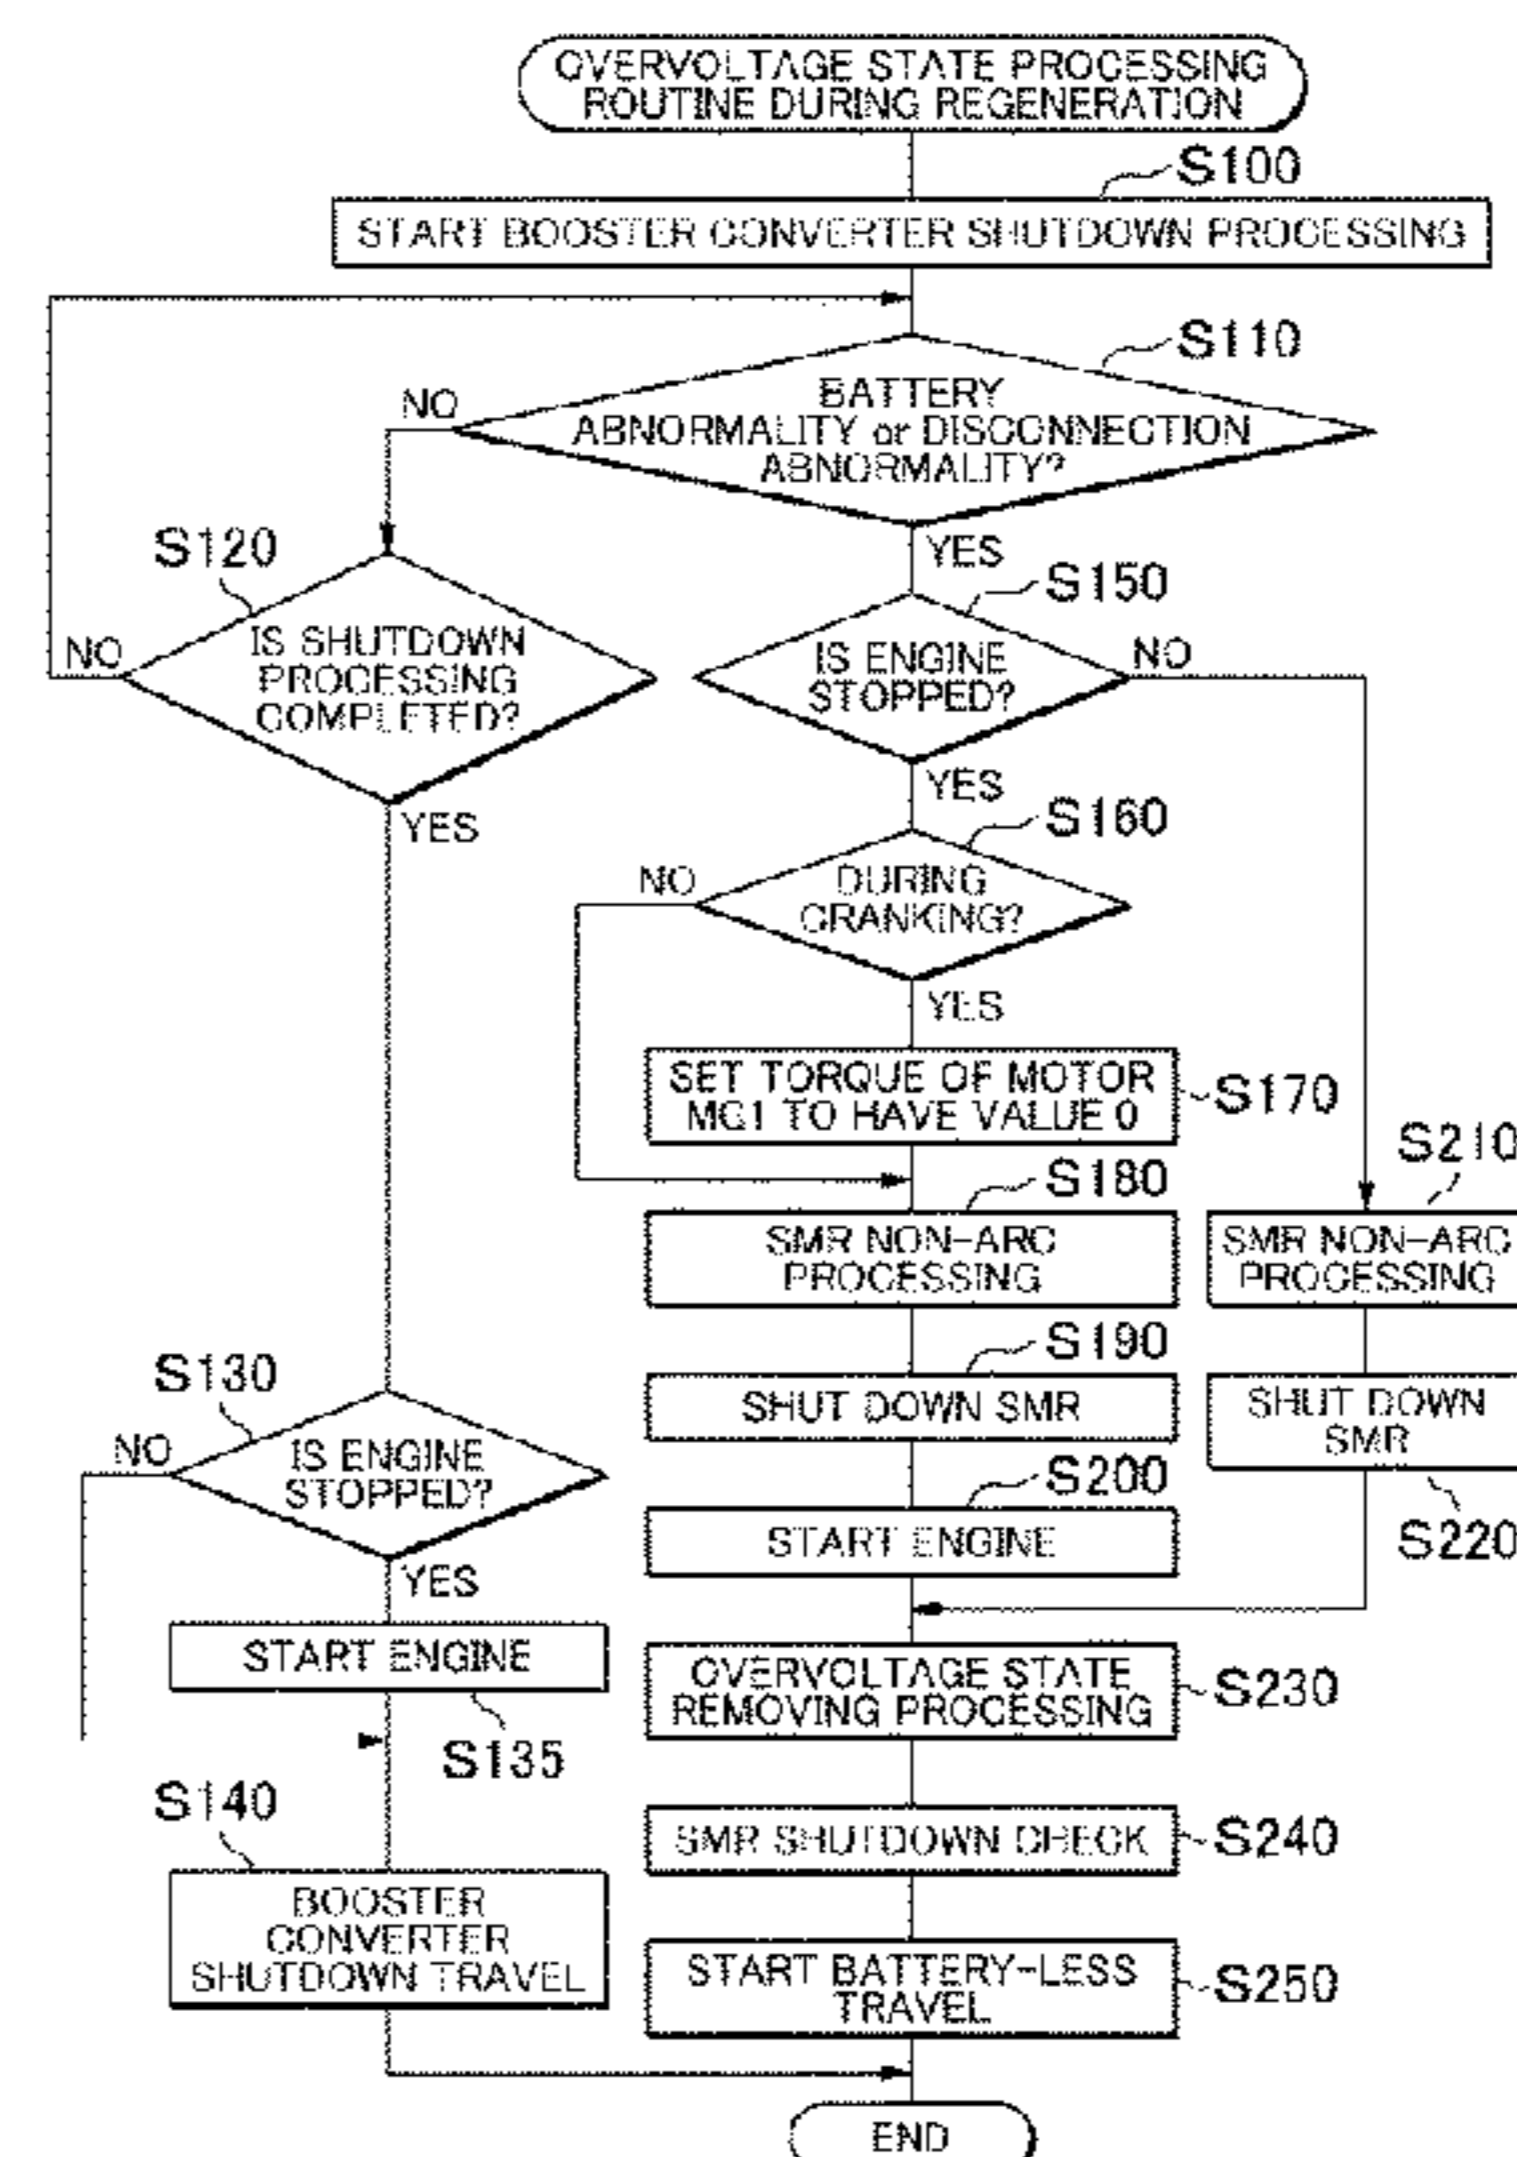 OVERVOLTAGE STATE PROCESSING
ROUTINE DURING REGENERATION
S100
START BOOSTER CONVERTER SHUTDOWN PROCESSING
S110
BATTERY
ABNORMALITY or DISCONNECTION
ABNORMALITY?
NO
YES
S120
IS SHUTDOWN
PROCESSING
COMPLETED?
NO
YES
S150
IS ENGINE
STOPPED?
NO
YES
S160
DURING
CRANKING?
NO
YES
SET TORQUE OF MOTOR
MG1 TO HAVE VALUE 0
S170
S180
SMR NON-ARC
PROCESSING
S210
SMR NON-ARC
PROCESSING
S190
SHUT DOWN SMR
SHUT DOWN
SMR
S220
S130
IS ENGINE
STOPPED?
NO
YES
S200
START ENGINE
START ENGINE
S135
OVERVOLTAGE STATE
REMOVING PROCESSING
S230
S140
BOOSTER
CONVERTER
SHUTDOWN TRAVEL
SMR SHUTDOWN CHECK
S240
START BATTERY-LESS
TRAVEL
S250
END